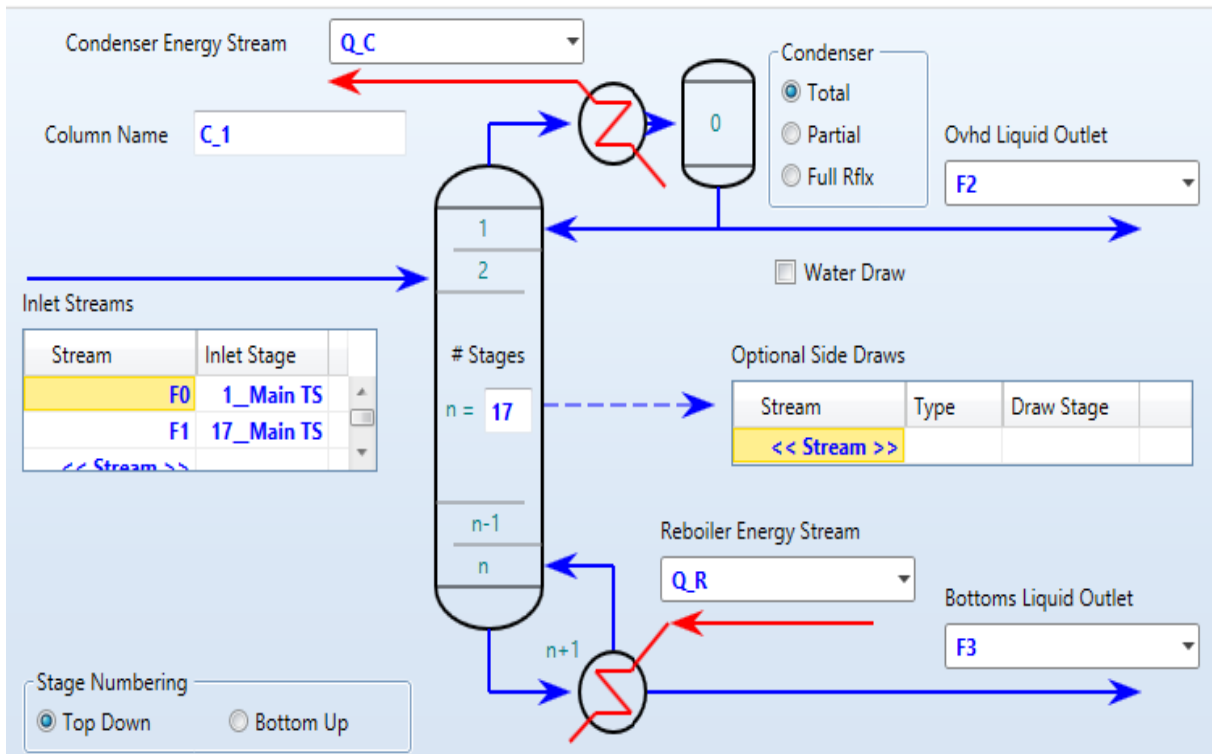 Condenser Energy Stream Q_C
Condenser
Total
Column Name C_1
0
Partial
Ovhd Liquid Outlet
Full Rflx
F2
1
2
Water Draw
Inlet Streams
Stream Inlet Stage
F0 1__Main TS
F1 17__Main TS
<< Stream >>
# Stages
n = 17
Optional Side Draws
Stream Type Draw Stage
<< Stream >>
n-1
n
Reboiler Energy Stream
Q_R
Bottoms Liquid Outlet
n+1
F3
Stage Numbering
Top Down Bottom Up